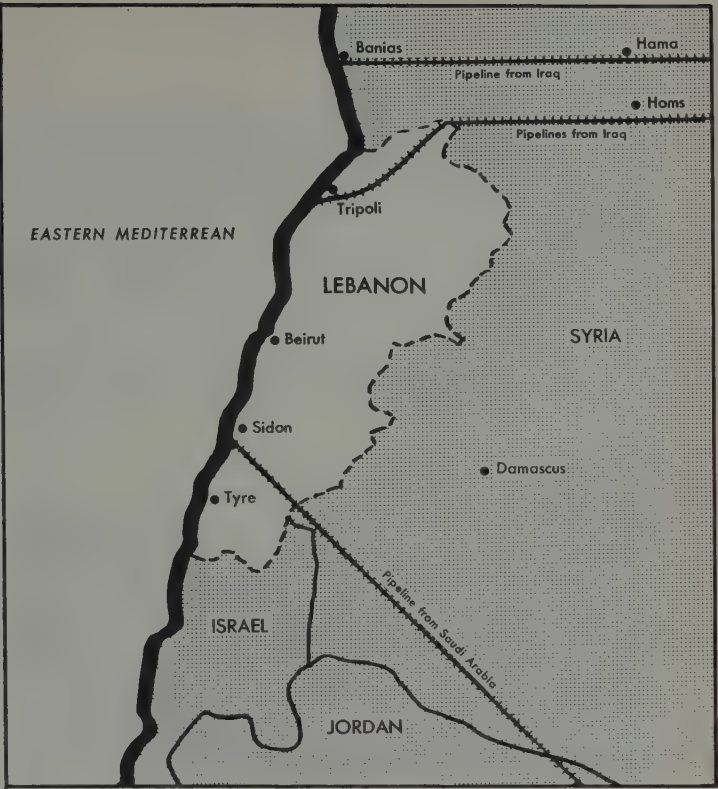 Banias
Hama
Pipeline from Iraq
Homs
Pipelines from Iraq
Tripoli
EASTERN MEDITERREAN
LEBANON
SYRIA
Beirut
Sidon
Damascus
Tyre
Pipeline from Saudi Arabia
ISRAEL
JORDAN